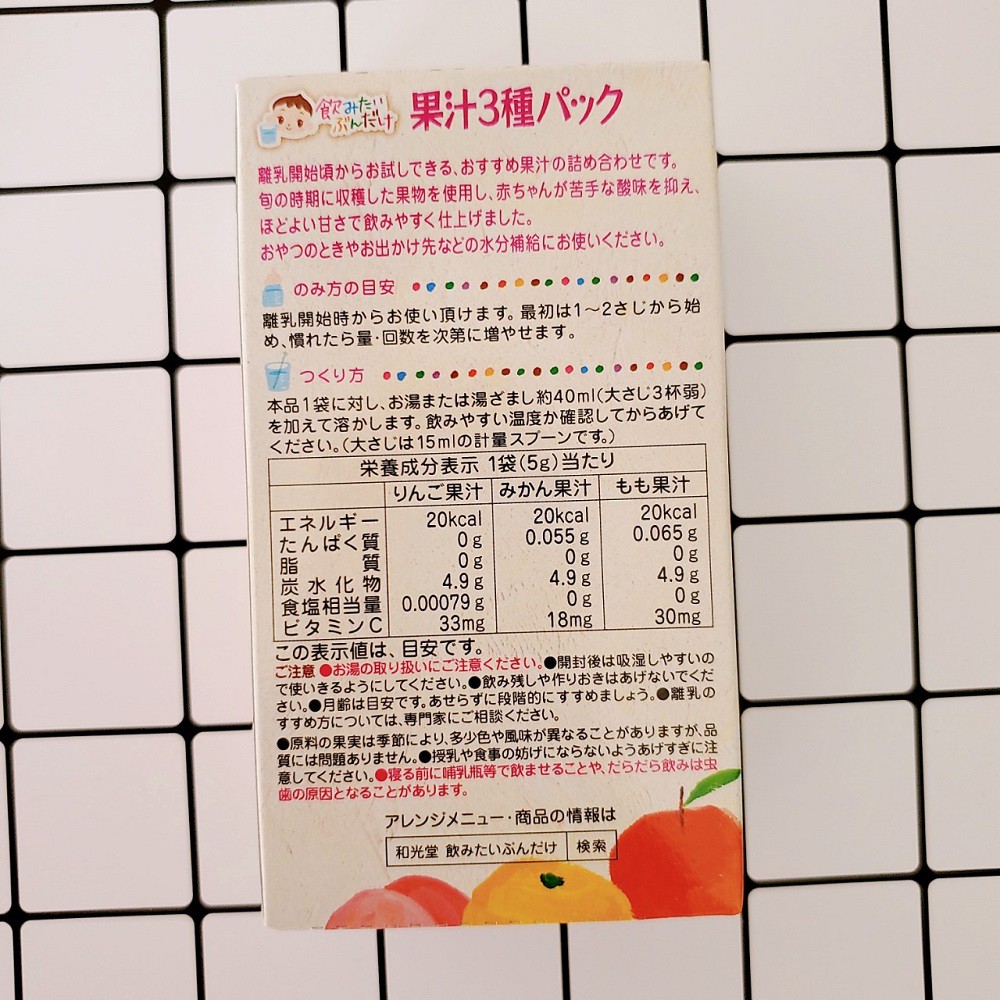 飲みたい
ぶんだけ
果汁3種パック
離乳開始頃からお試しできる、おすすめ果汁の詰め合わせです。
旬の時期に収穫した果物を使用し、赤ちゃんが苦手な酸味を抑え、
ほどよい甘さで飲みやすく仕上げました。
おやつのときやお出かけ先などの水分補給にお使いください。
のみ方の目安
離乳開始時からお使い頂けます。最初は1〜2さじから始
め、慣れたら量・回数を次第に増やせます。
つくり方
本品1袋に対し、お湯または湯ざまし約40ml(大さじ3杯弱)
を加えて溶かします。飲みやすい温度か確認してからあげて
ください。(大さじは15mlの計量スプーンです。)
栄養成分表示 1袋(5g)当たり
りんご果汁 みかん果汁 もも果汁
エネルギー 20kcal 20kcal 20kcal
たんぱく質 0g 0.055g 0.065g
脂質 0g 0g 0g
炭水化物 4.9g 4.9g 4.9g
食塩相当量 0.00079g 0g 0g
ビタミンC 33mg 18mg 30mg
この表示値は、目安です。
ご注意 ●お湯の取り扱いにご注意ください。●開封後は吸湿しやすいの
で使いきるようにしてください。●飲み残しや作りおきはあげないでくだ
さい。●月齢は目安です。あせらずに段階的にすすめましょう。●離乳の
すすめ方については、専門家にご相談ください。
●原料の果実は季節により、多少色や風味が異なることがありますが、品
質には問題ありません。●授乳や食事の妨げにならないようあげすぎに注
意してください。●寝る前に哺乳瓶等で飲ませることや、だらだら飲みは虫
歯の原因となることがあります。
アレンジメニュー・商品の情報は
和光堂 飲みたいぶんだけ 検索